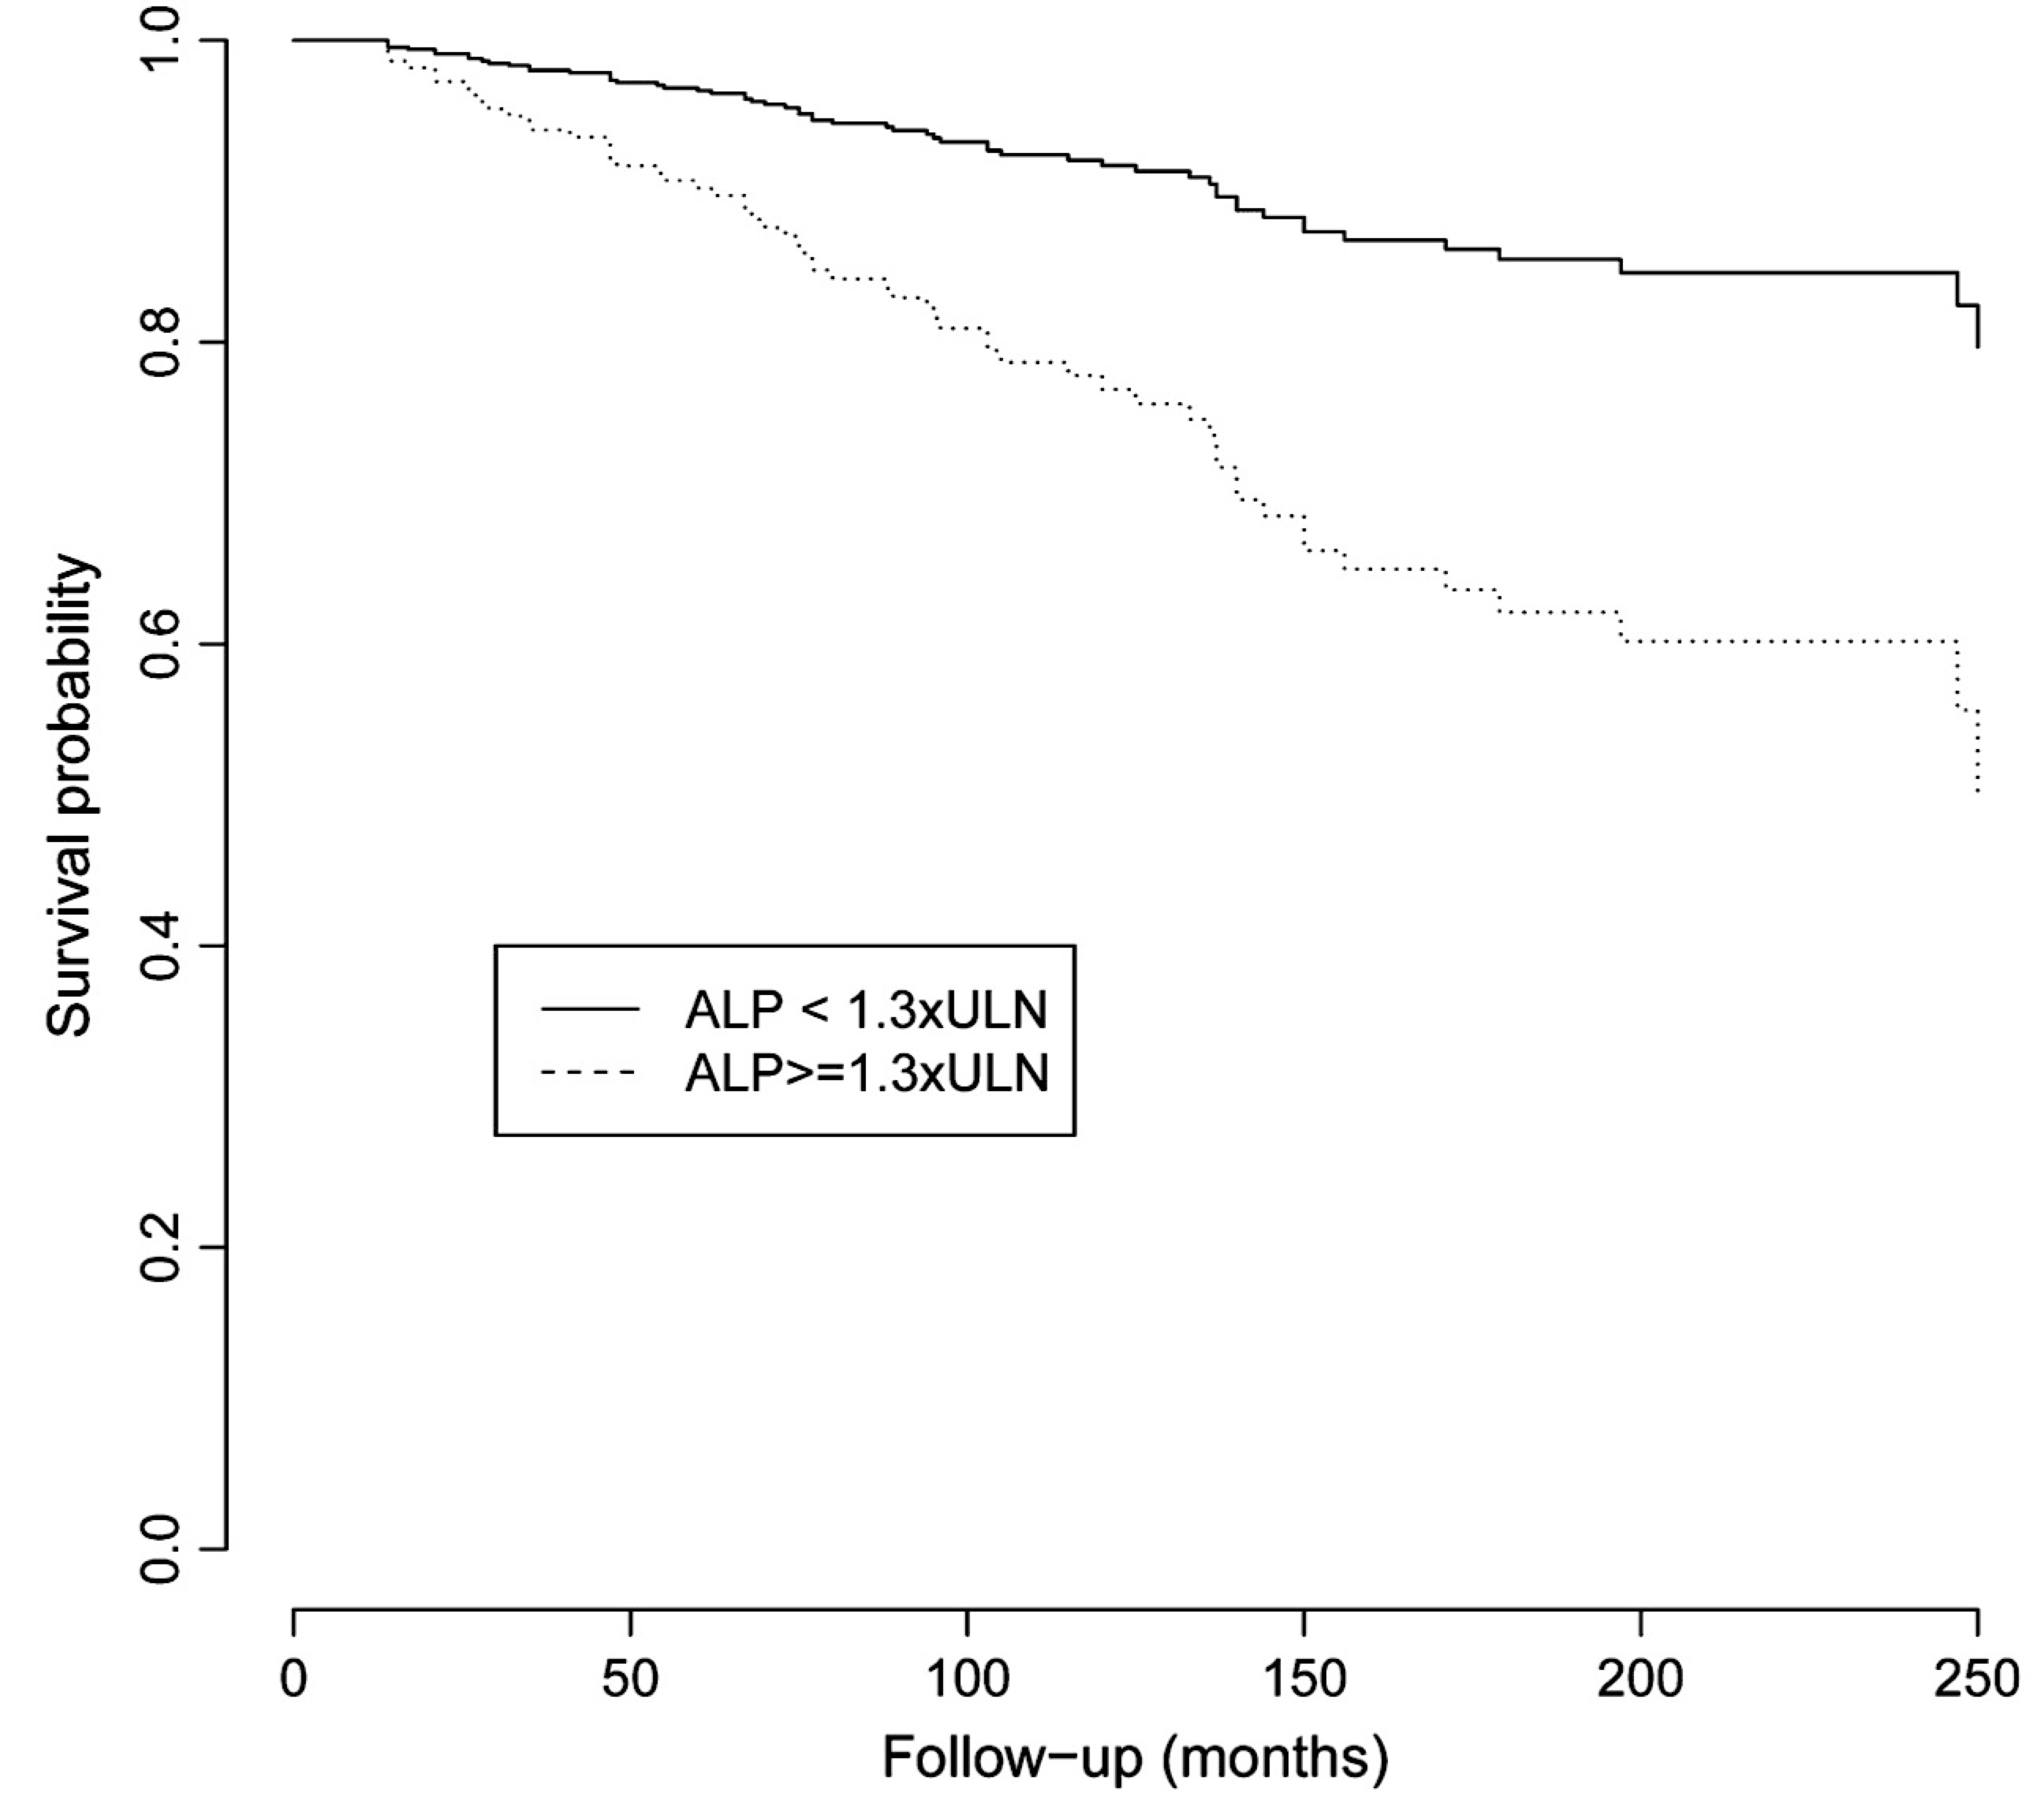 1.0
0.8
0.6
0.4
0.2
0.0
Survival probability
ALP < 1.3xULN
ALP>=1.3xULN
0 50 100 150 200 250
Follow−up (months)